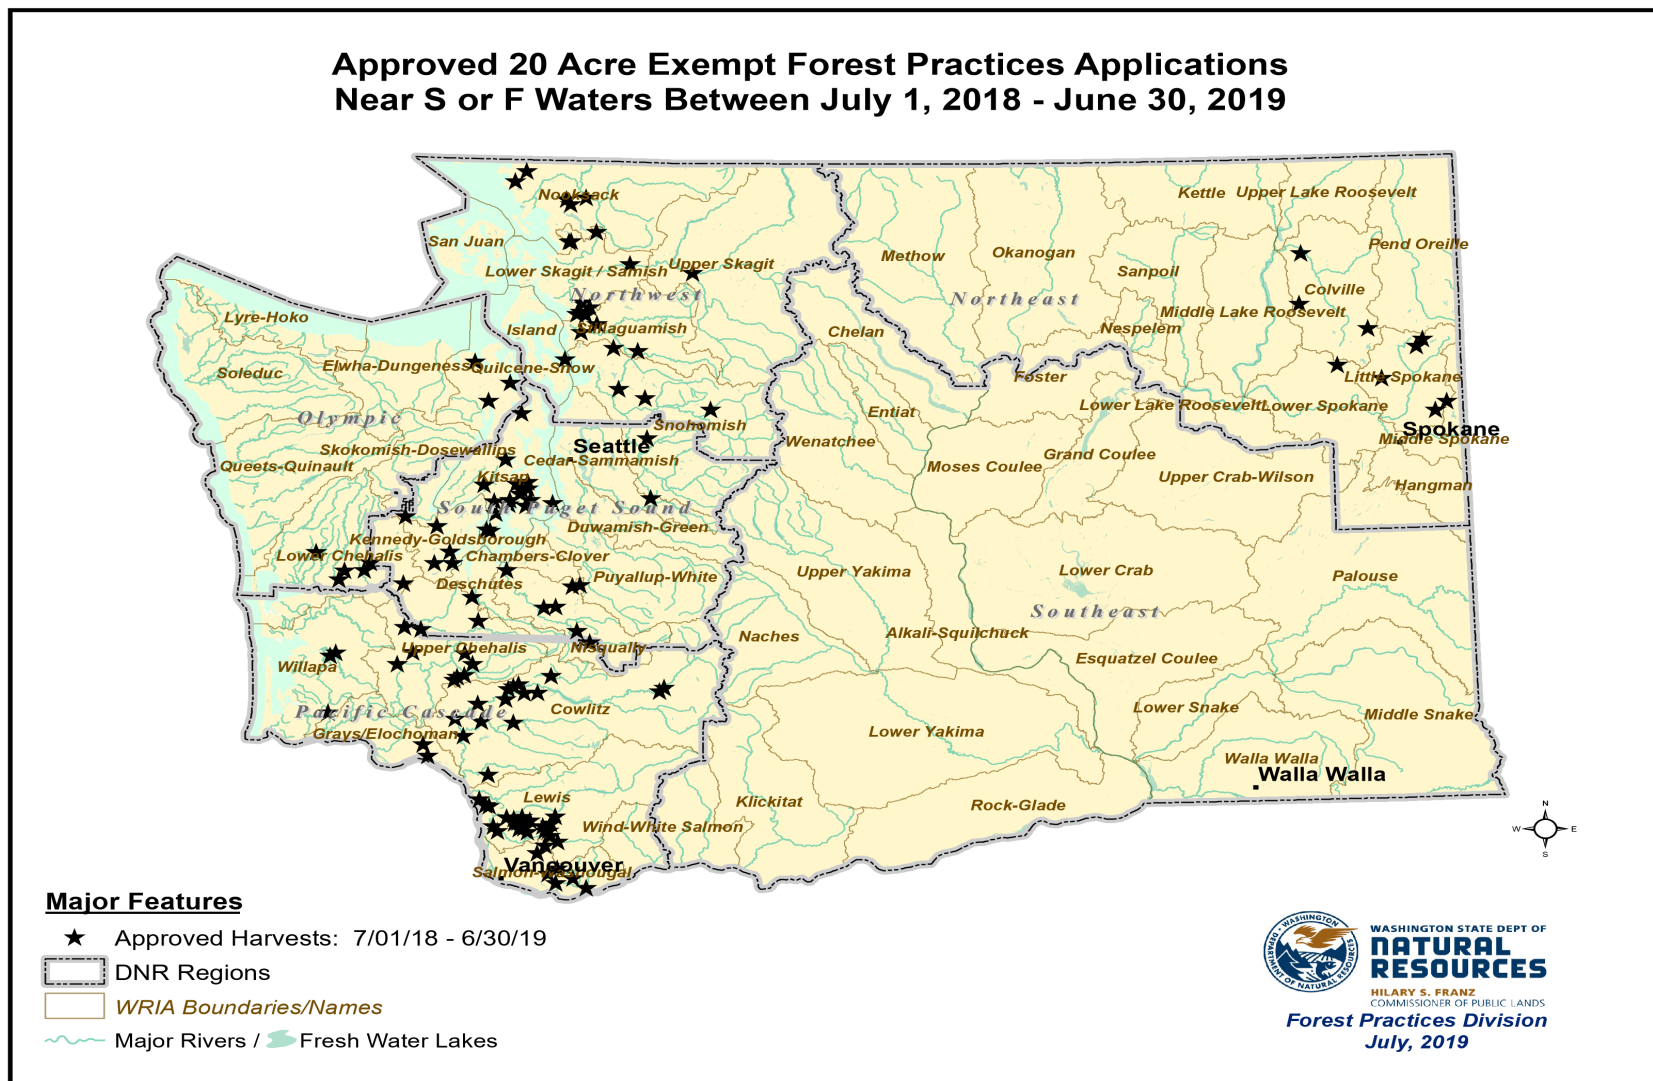 Approved 20 Acre Exempt Forest Practices Applications
Near S or F Waters Between July 1, 2018 - June 30, 2019
Nooksack
Kettle
Upper Lake Roosevelt
San Juan
Pend Oreille
Methow
Okanogan
Lower Skagit / Samish
Upper Skagit
Sanpoil
Northwest
Northeast
Colville
Lyre-Hoko
Middle Lake Roosevelt
Island
Stillaguamish
Chelan
Nespelem
Elwha-Dungeness
Quilcene-Snow
Soleduc
Foster
Little Spokane
Lower Lake Roosevelt
Lower Spokane
Olympic
Entiat
Snohomish
Spokane
Middle Spokane
Seattle
Wenatchee
Skokomish-Dosewallips
Cedar-Sammamish
Grand Coulee
Queets-Quinault
Moses Coulee
Kitsap
Upper Crab-Wilson
Hangman
South Puget Sound
Duwamish-Green
Kennedy-Goldsborough
Lower Chehalis
Chambers-Clover
Upper Yakima
Lower Crab
Puyallup-White
Palouse
Deschutes
Southeast
Naches
Alkali-Squilchuck
Upper Chehalis
Nisqually
Esquatzel Coulee
Willapa
Lower Snake
Pacific Cascade
Cowlitz
Middle Snake
Grays/Elochoman
Lower Yakima
Walla Walla
Walla Walla
Lewis
Klickitat
Rock-Glade
Wind-White Salmon
Vancouver
Salmon-Washougal
N
W
E
S
Major Features
Approved Harvests: 7/01/18 - 6/30/19
DNR Regions
WRIA Boundaries/Names
Major Rivers /
Fresh Water Lakes
WASHINGTON
DEPARTMENT OF NATURAL RESOURCES
WASHINGTON STATE DEPT OF
NATURAL
RESOURCES
HILARY S. FRANZ
COMMISSIONER OF PUBLIC LANDS
Forest Practices Division
July, 2019